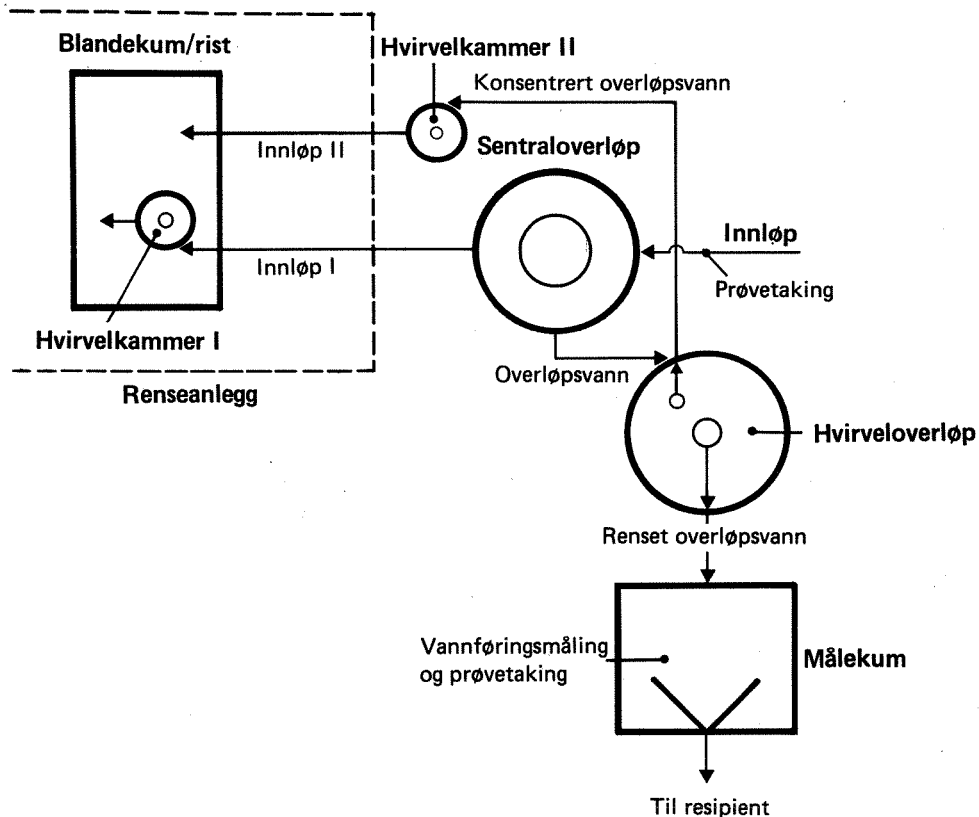 Blandekum/rist
Hvirvelkammer II
Konsentrert overløpsvann
Innløp II
Sentraloverløp
Innløp
Innløp I
Prøvetaking
Hvirvelkammer I
Overløpsvann
Renseanlegg
Hvirveloverløp
Renset overløpsvann
Vannføringsmåling
og prøvetaking
Målekum
Til resipient